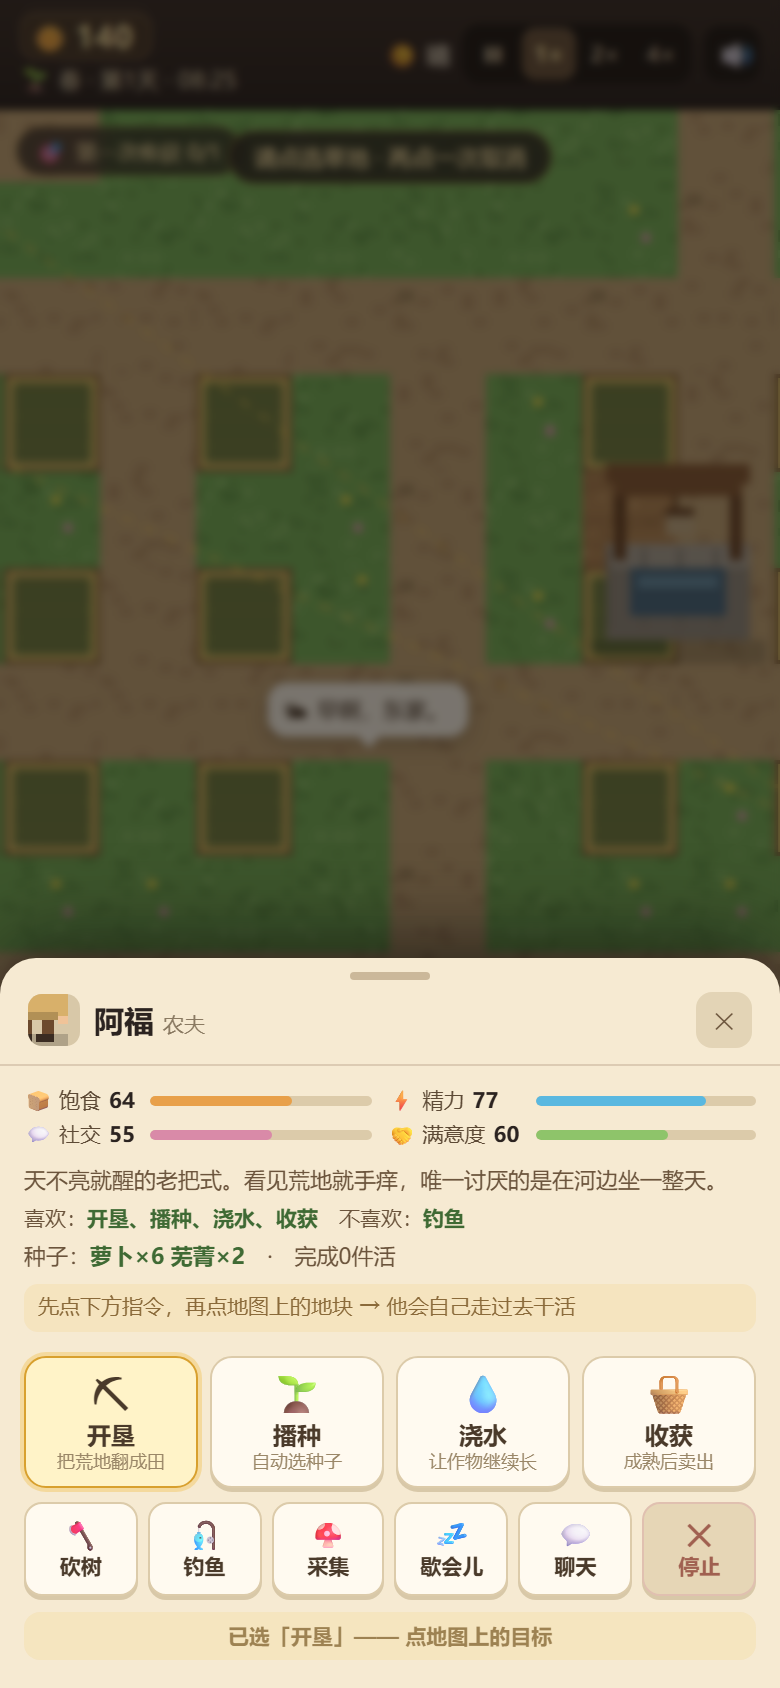 140
1×
2×
4×
阿福 农夫
饱食 64
精力 77
社交 55
满意度 60
天不亮就醒的老把式。看见荒地就手痒，唯一讨厌的是在河边坐一整天。
喜欢：开垦、播种、浇水、收获 不喜欢：钓鱼
种子：萝卜×6 芜菁×2 · 完成0件活
先点下方指令，再点地图上的地块 → 他会自己走过去干活
开垦
把荒地翻成田
播种
自动选种子
浇水
让作物继续长
收获
成熟后卖出
砍树
钓鱼
采集
歇会儿
聊天
停止
已选「开垦」—— 点地图上的目标